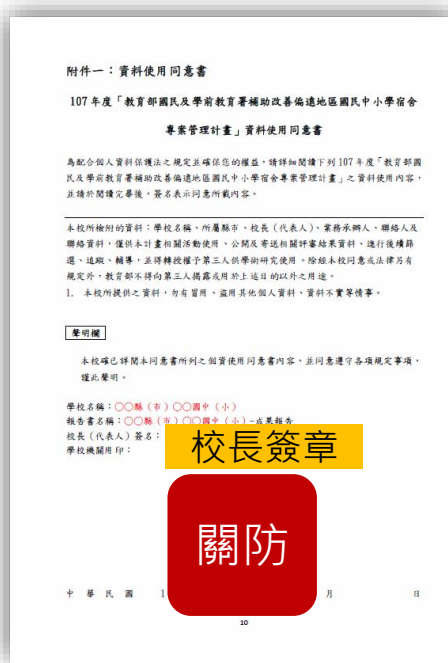 附件一：資料使用同意書
107 年度「教育部國民及學前教育署補助改善偏遠地區國民中小學宿舍
專案管理計畫」資料使用同意書
為配合個人資料保護法之規定並確保您的權益，請詳細閱讀下列 107 年度「教育部國
民及學前教育署補助改善偏遠地區國民中小學宿舍專案管理計畫」之資料使用內容，
並請於閱讀完畢後，簽名表示同意所載內容。
本校所檢附的資料：學校名稱、所屬縣市、校長（代表人）、業務承辦人、聯絡人及
聯絡資料，僅供本計畫相關活動使用、公開及寄送相關評審結果資料、進行後續篩
選、追蹤、輔導，並得轉授權予第三人供學術研究使用。除經本校同意或法律另有
規定外，教育部不得向第三人揭露或用於上述目的以外之用途。
1. 本校所提供之資料，勿有冒用、盜用其他個人資料、資料不實等情事。
聲明欄
本校確已詳閱本同意書所列之個資使用同意書內容，並同意遵守各項規定事項，
謹此聲明。
學校名稱：〇〇縣（市）〇〇國中（小）
報告書名稱：〇〇縣（市）〇〇國中（小）-成果報告
校長（代表人）簽名：
校長簽章
學校機關用印：
關防
中 華 民 國 1 月 日
10